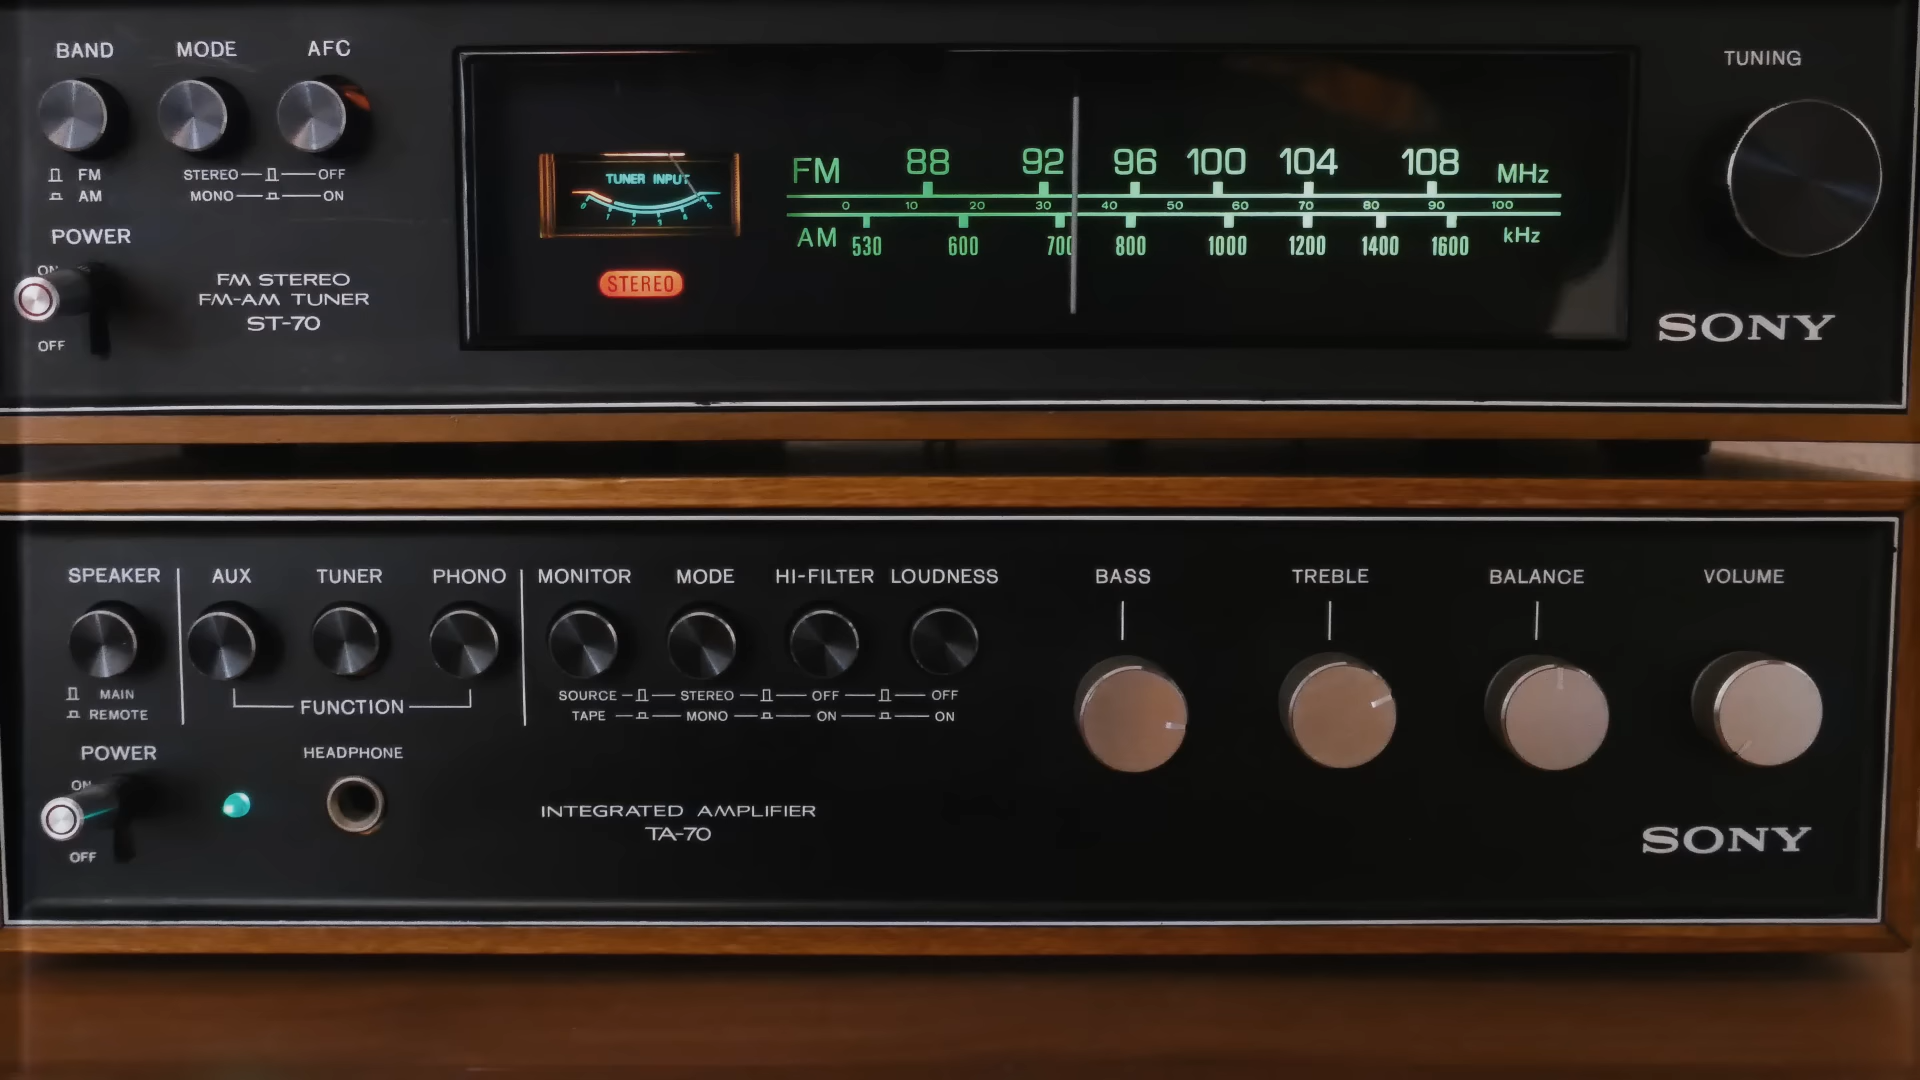 BAND MODE AFC
TUNING
FM STEREO OFF
AM MONO ON
POWER
ON
OFF
FM STEREO
FM-AM TUNER
ST-70
TUNER INPUT
STEREO
FM 88 92 96 100 104 108 MHz
0 10 20 30 40 50 60 70 80 90 100
AM 530 600 700 800 1000 1200 1400 1600 kHz
SONY
SPEAKER AUX TUNER PHONO MONITOR MODE HI-FILTER LOUDNESS BASS TREBLE BALANCE VOLUME
MAIN
REMOTE
FUNCTION
SOURCE STEREO OFF OFF
TAPE MONO ON ON
POWER
ON
OFF
HEADPHONE
INTEGRATED AMPLIFIER
TA-70
SONY